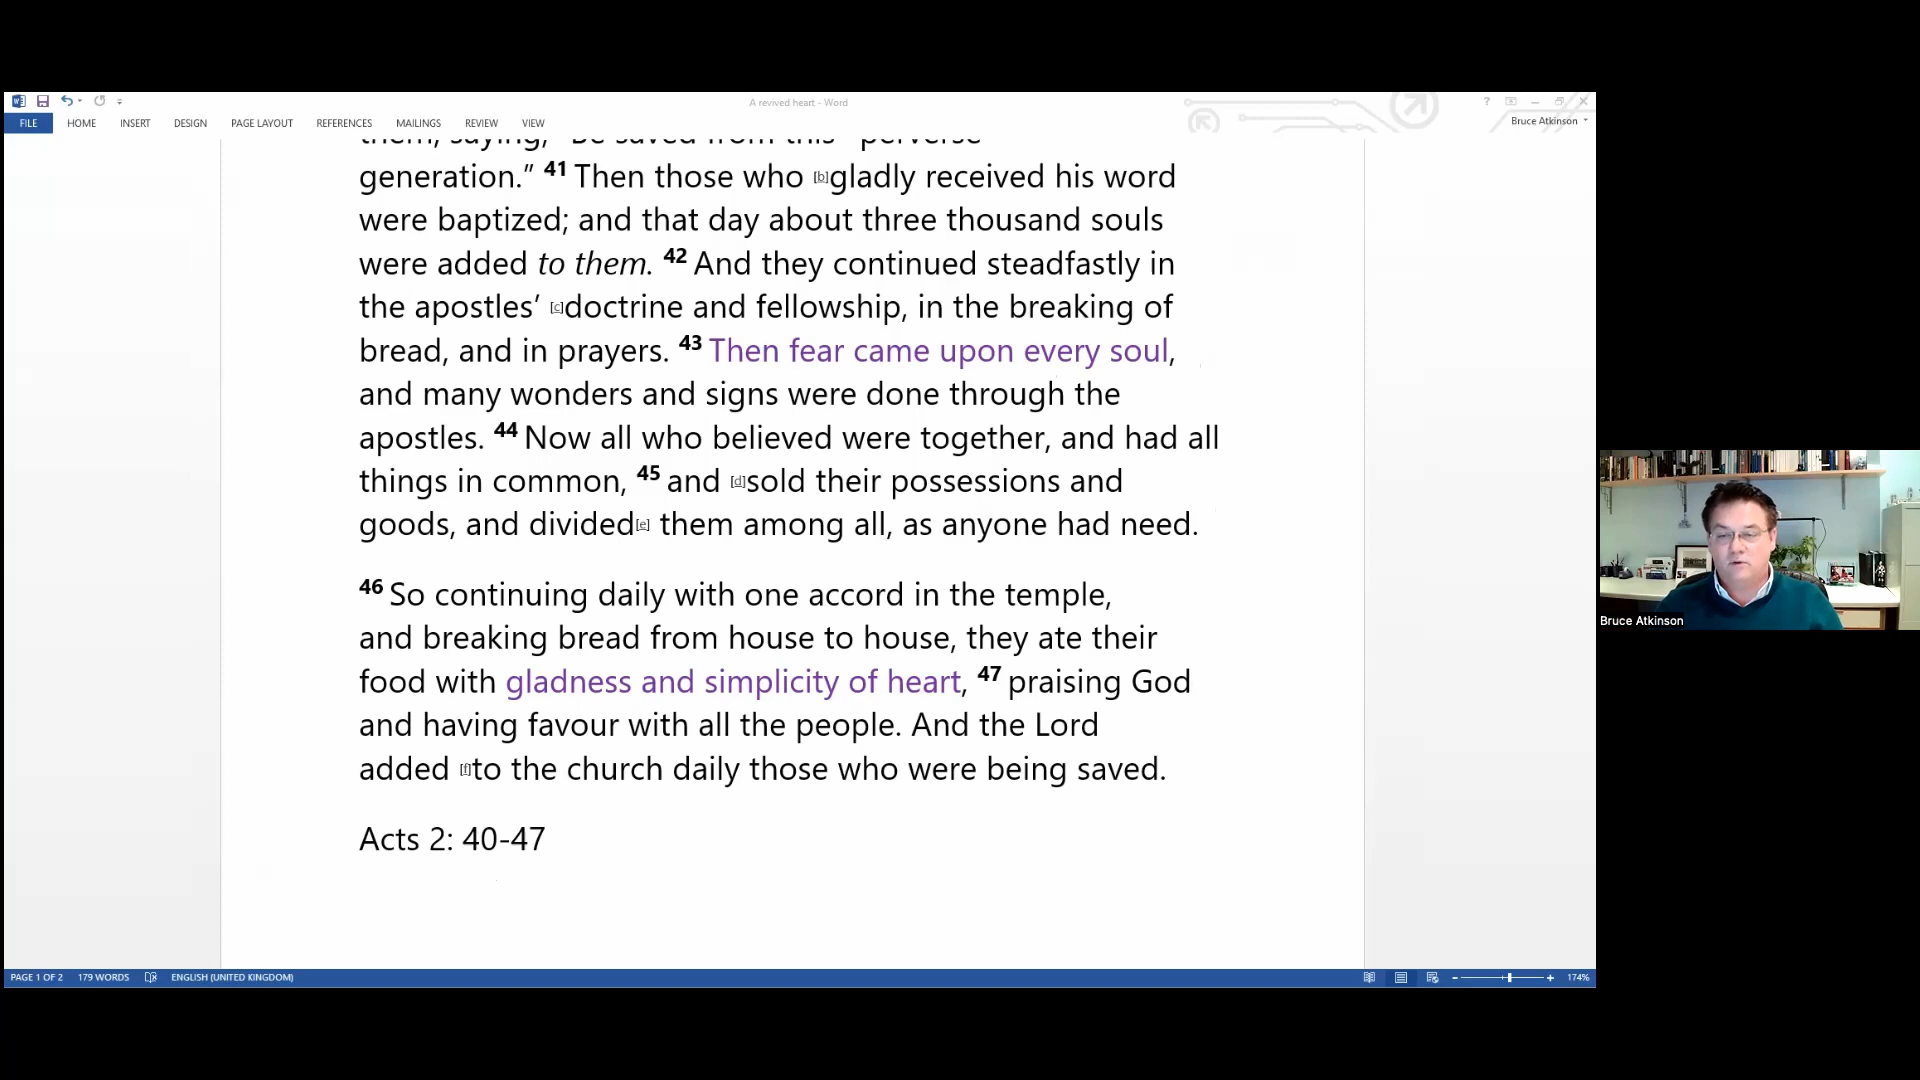 A revived heart - Word
?
FILE HOME INSERT DESIGN PAGE LAYOUT REFERENCES MAILINGS REVIEW VIEW
Bruce Atkinson
them, saying, “Be saved from this perverse
generation.” 41 Then those who [b]gladly received his word
were baptized; and that day about three thousand souls
were added to them. 42 And they continued steadfastly in
the apostles’ [c]doctrine and fellowship, in the breaking of
bread, and in prayers. 43 Then fear came upon every soul,
and many wonders and signs were done through the
apostles. 44 Now all who believed were together, and had all
things in common, 45 and [d]sold their possessions and
goods, and divided[e] them among all, as anyone had need.
46 So continuing daily with one accord in the temple,
and breaking bread from house to house, they ate their
food with gladness and simplicity of heart, 47 praising God
and having favour with all the people. And the Lord
added [f]to the church daily those who were being saved.
Acts 2: 40-47
PAGE 1 OF 2 179 WORDS ENGLISH (UNITED KINGDOM)
174%
Bruce Atkinson